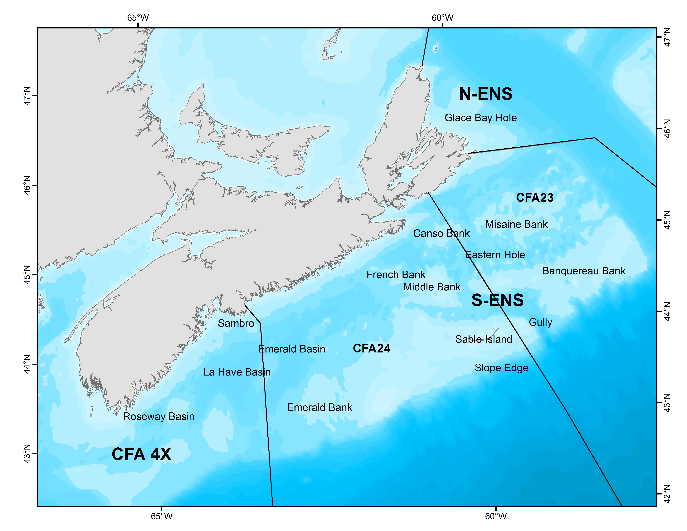 65°W
60°W
47°N
47°N
N-ENS
Glace Bay Hole
46°N
46°N
CFA23
Misaine Bank
45°N
Canso Bank
Eastern Hole
45°N
French Bank
Banquereau Bank
Middle Bank
S-ENS
42°N
Gully
Sambro
Sable Island
Emerald Basin
CFA24
44°N
La Have Basin
Slope Edge
Emerald Bank
43°N
Roseway Basin
43°N
CFA 4X
42°N
65°W
60°W